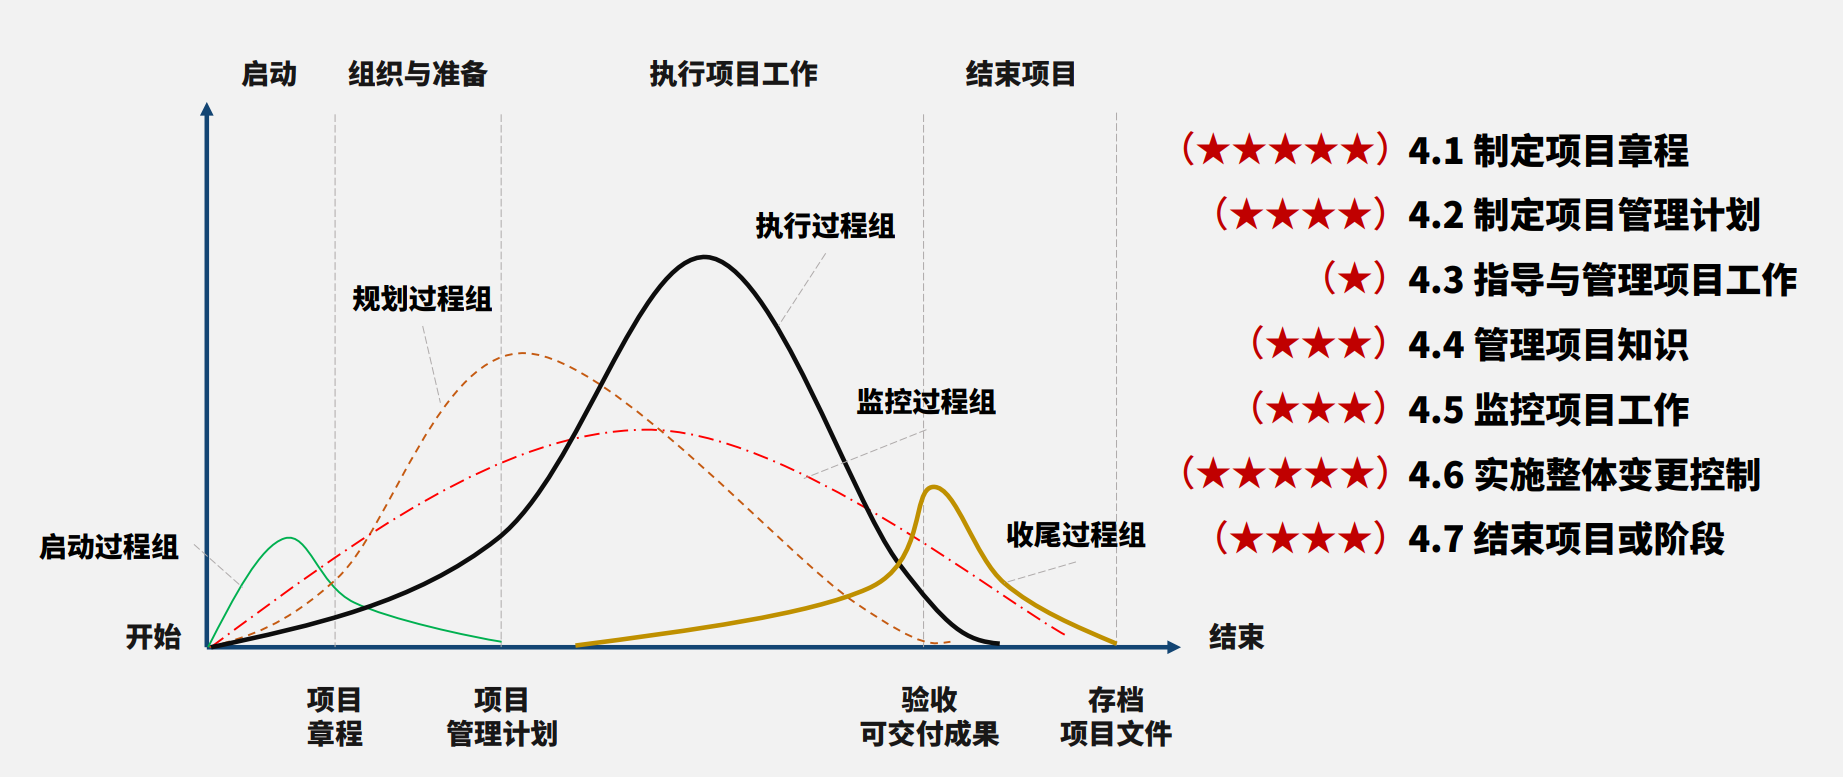 启动
组织与准备
执行项目工作
结束项目
执行过程组
规划过程组
监控过程组
收尾过程组
启动过程组
开始
结束
项目
章程
项目
管理计划
验收
可交付成果
存档
项目文件
（★★★★★）4.1 制定项目章程
（★★★★）4.2 制定项目管理计划
（★）4.3 指导与管理项目工作
（★★★）4.4 管理项目知识
（★★★）4.5 监控项目工作
（★★★★★）4.6 实施整体变更控制
（★★★★）4.7 结束项目或阶段